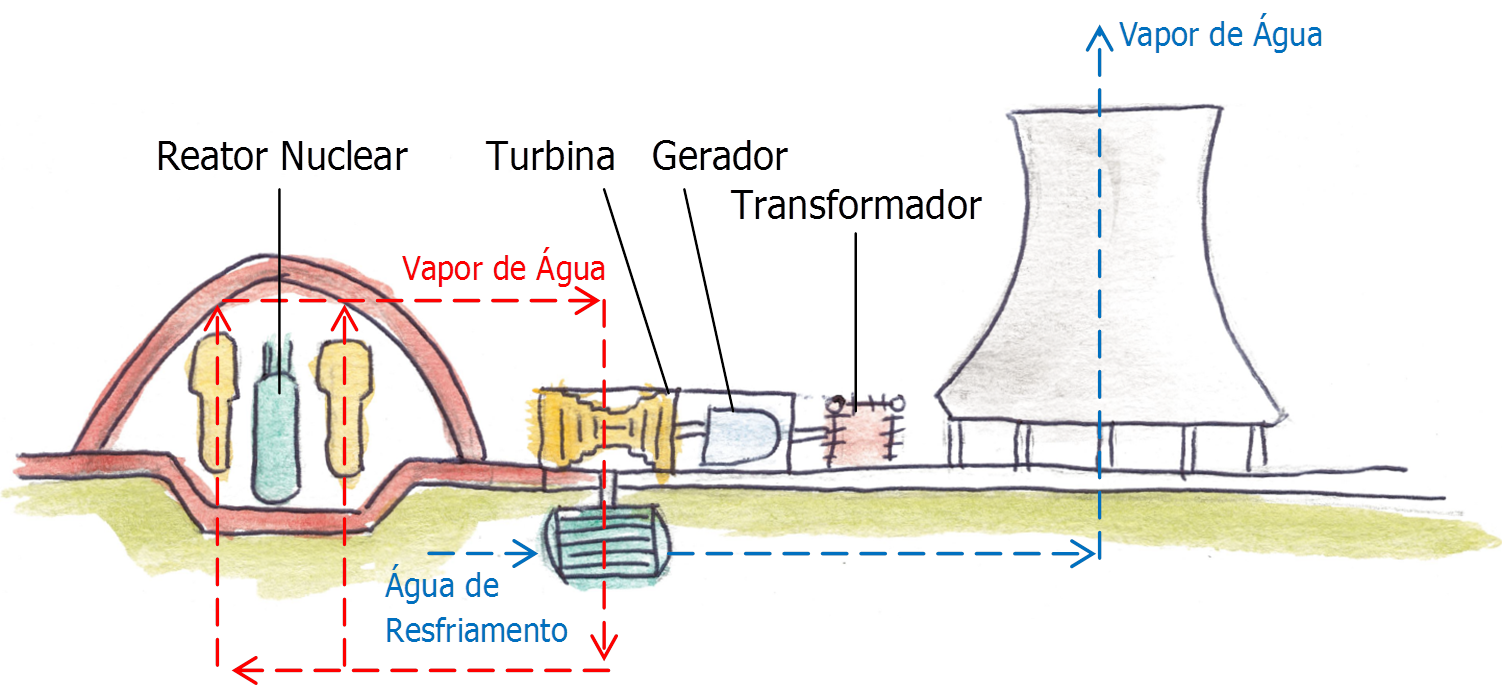 Vapor de Água
Reator Nuclear
Turbina
Gerador
Transformador
Vapor de Água
Água de
Resfriamento